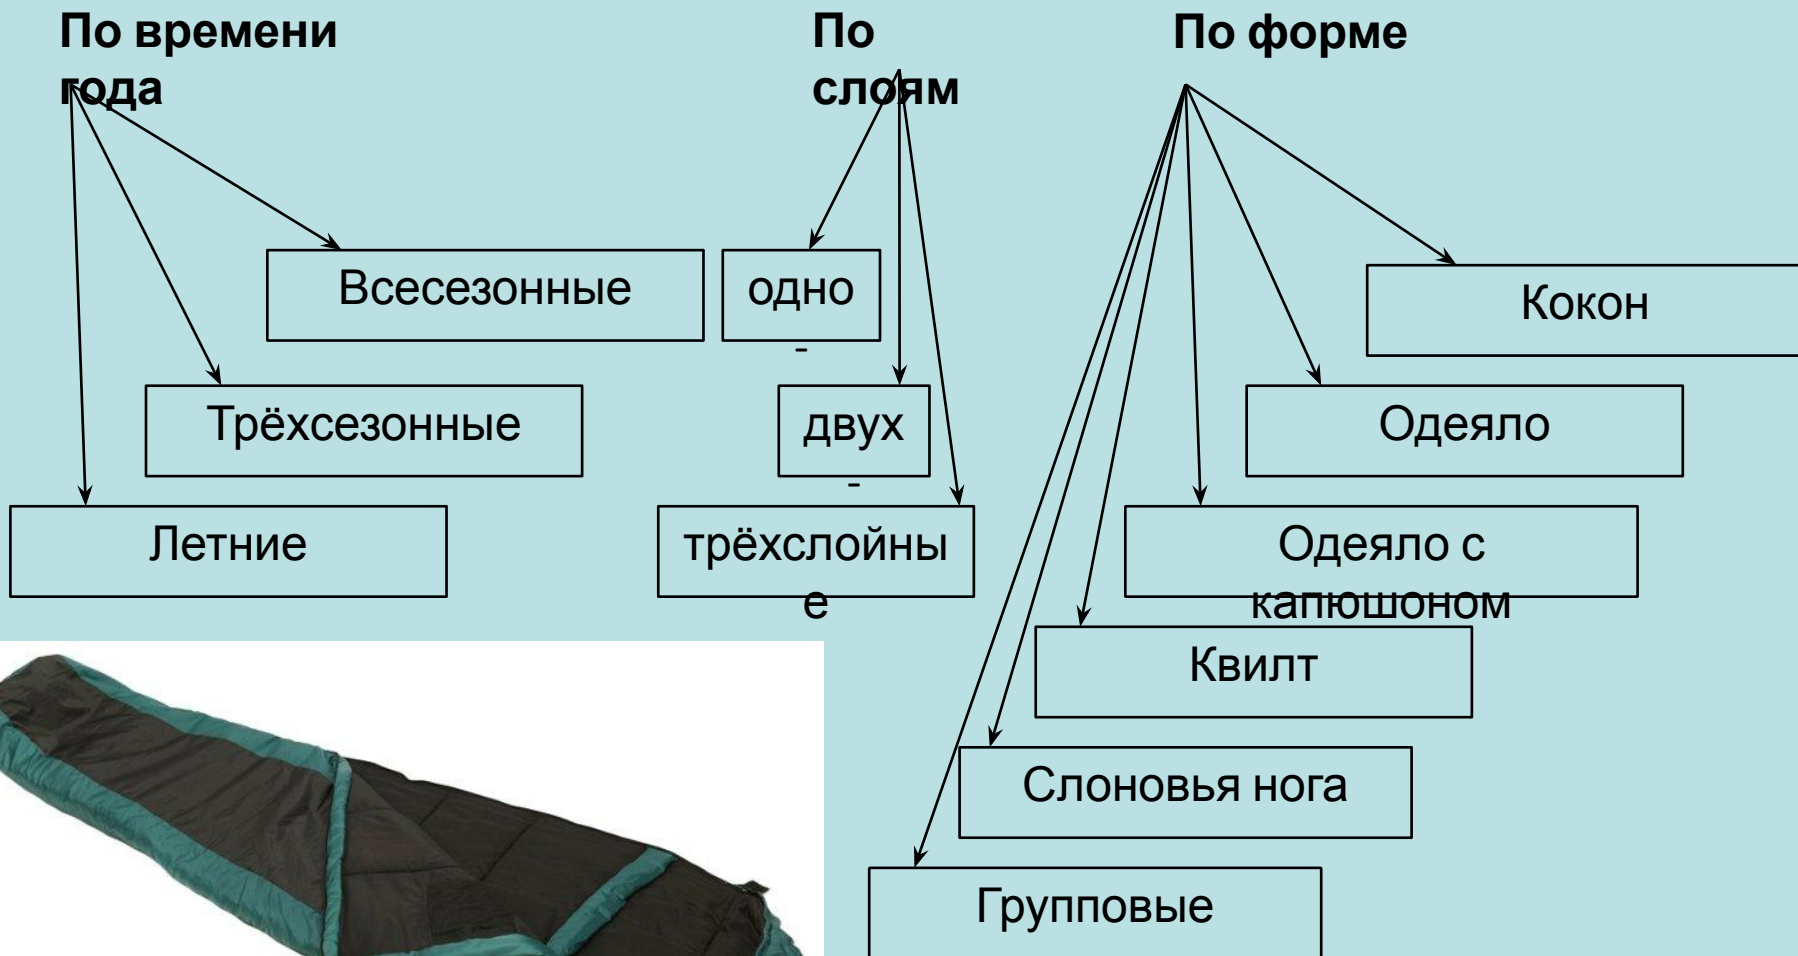 По времени
года
По
слоям
По форме
Всесезонные
одно
-
Кокон
Трёхсезонные
двух
-
Одеяло
Летние
трёхслойны
е
Одеяло с
капюшоном
Квилт
Слоновья нога
Групповые